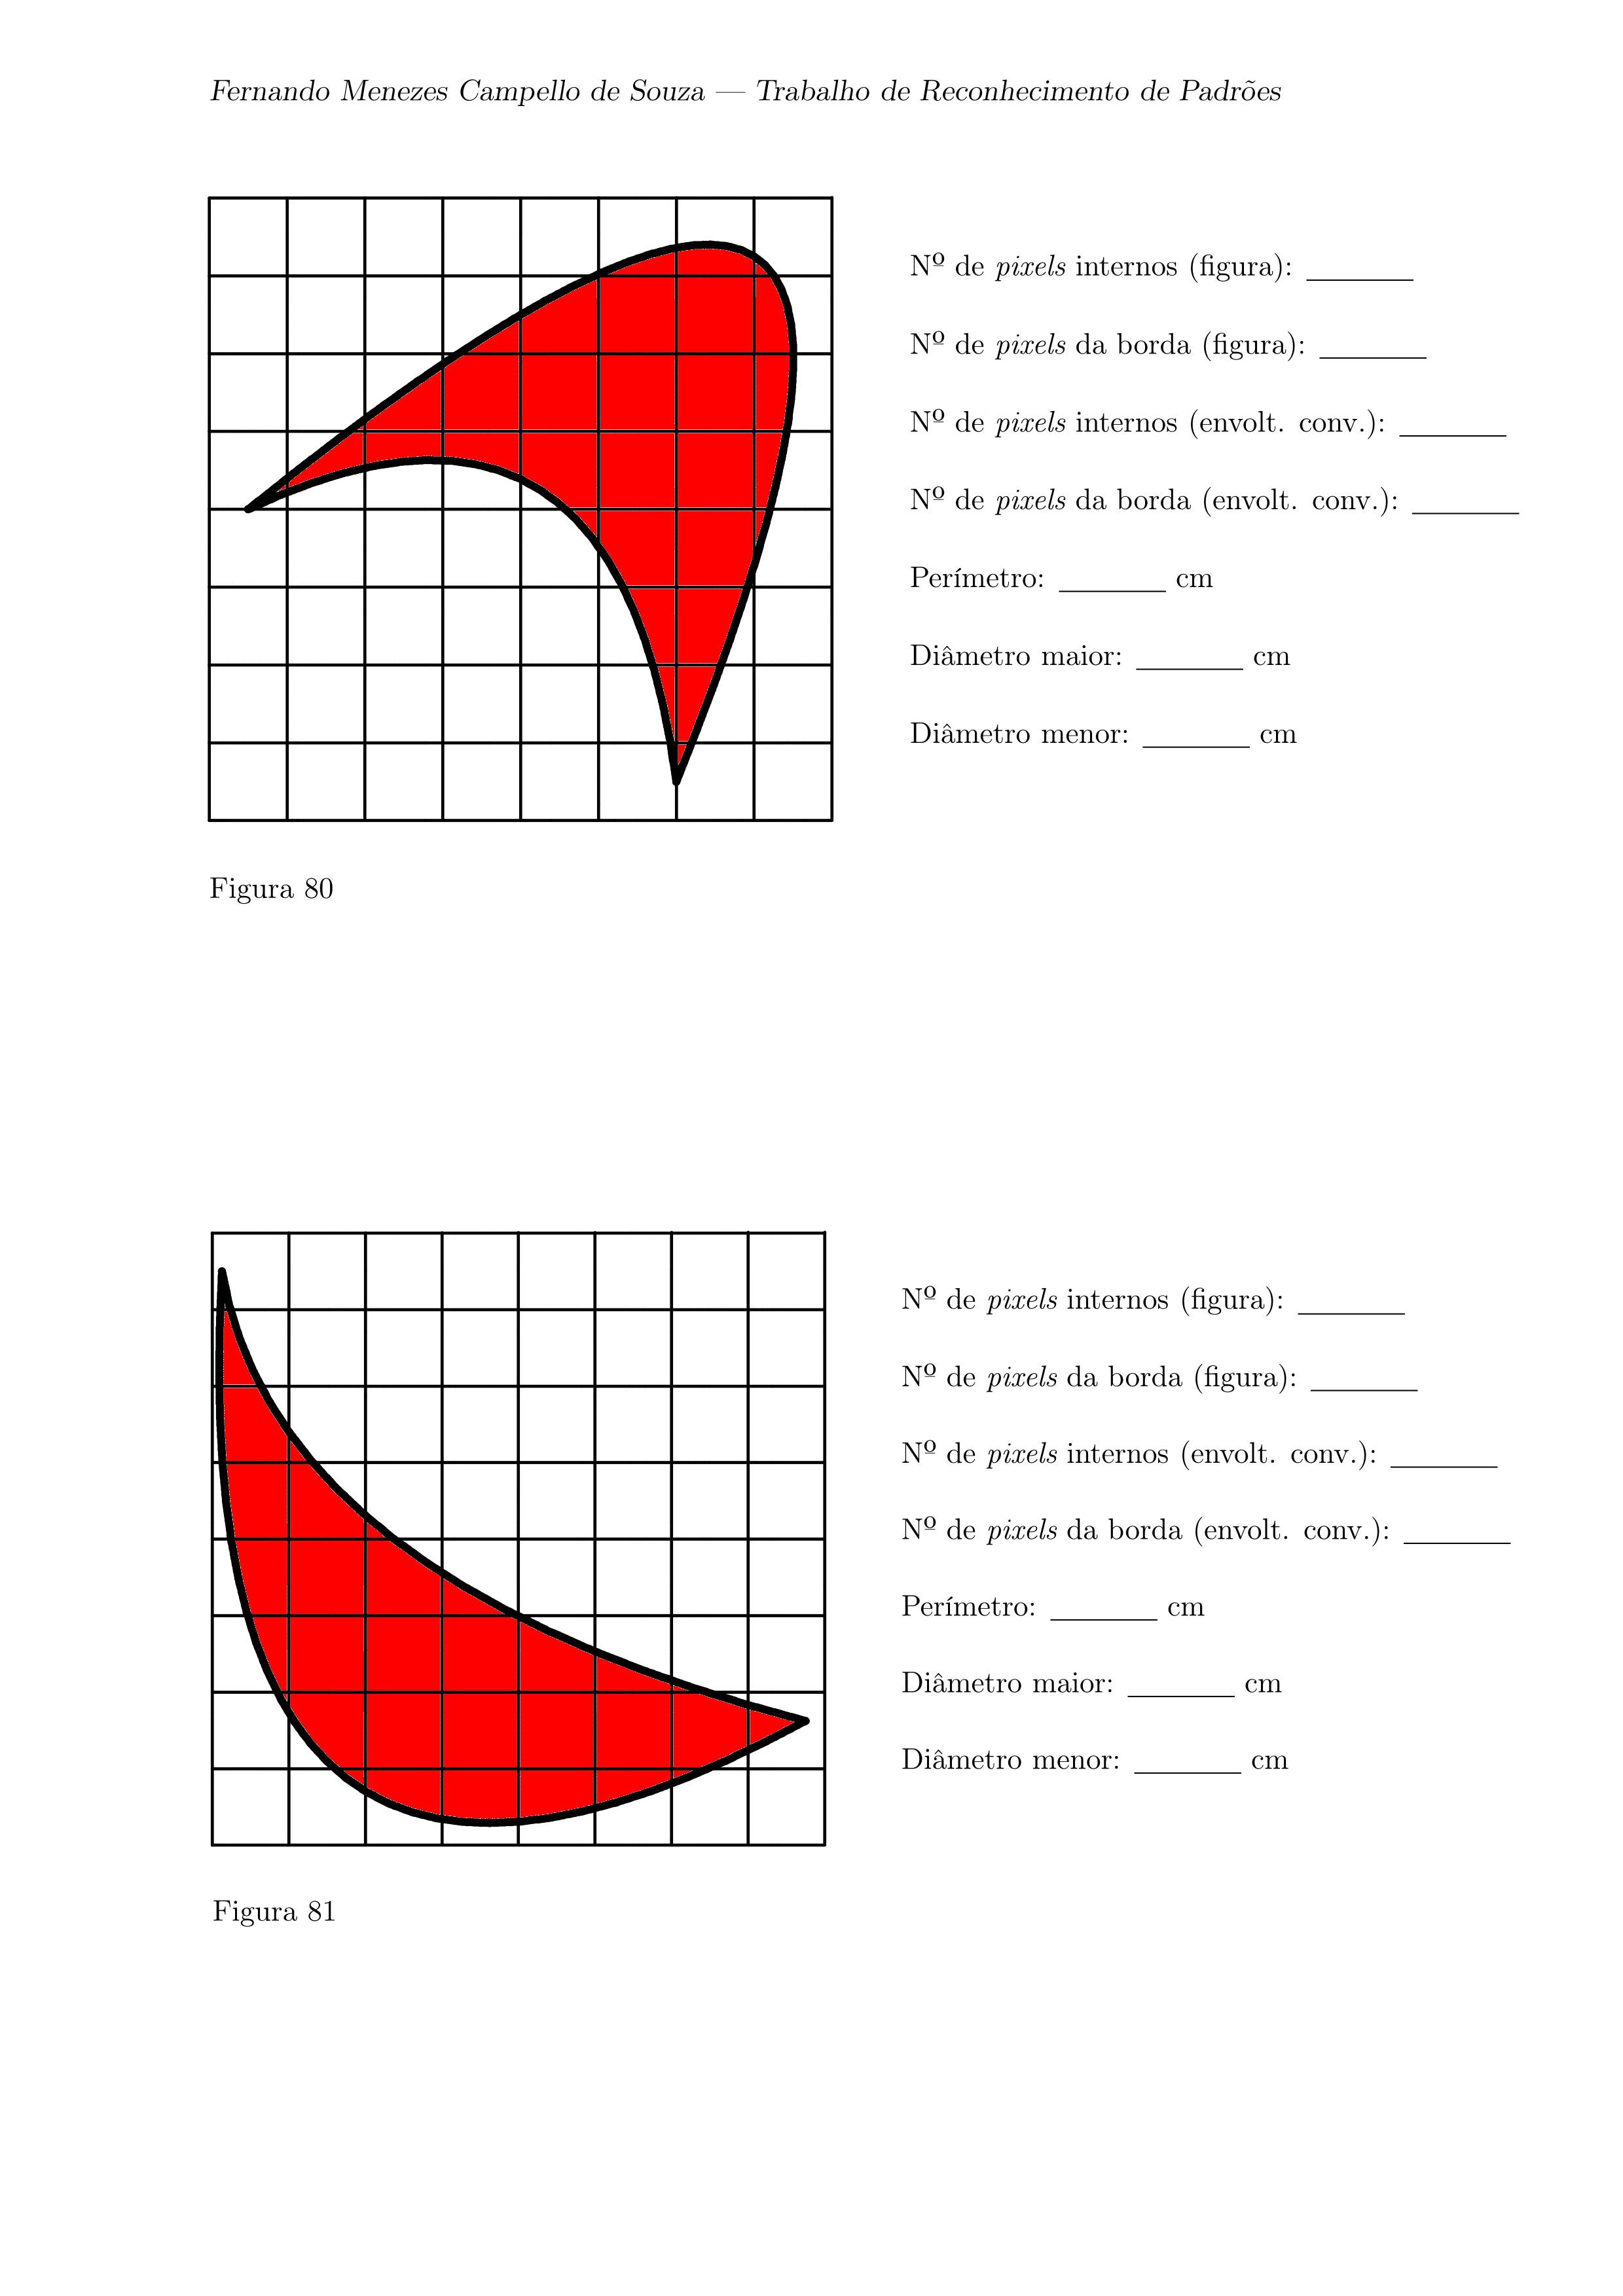 Fernando Menezes Campello de Souza — Trabalho de Reconhecimento de Padrões
Nº de pixels internos (figura): _______
Nº de pixels da borda (figura): _______
Nº de pixels internos (envolt. conv.): _______
Nº de pixels da borda (envolt. conv.): _______
Perímetro: _______ cm
Diâmetro maior: _______ cm
Diâmetro menor: _______ cm
Figura 80
Nº de pixels internos (figura): _______
Nº de pixels da borda (figura): _______
Nº de pixels internos (envolt. conv.): _______
Nº de pixels da borda (envolt. conv.): _______
Perímetro: _______ cm
Diâmetro maior: _______ cm
Diâmetro menor: _______ cm
Figura 81